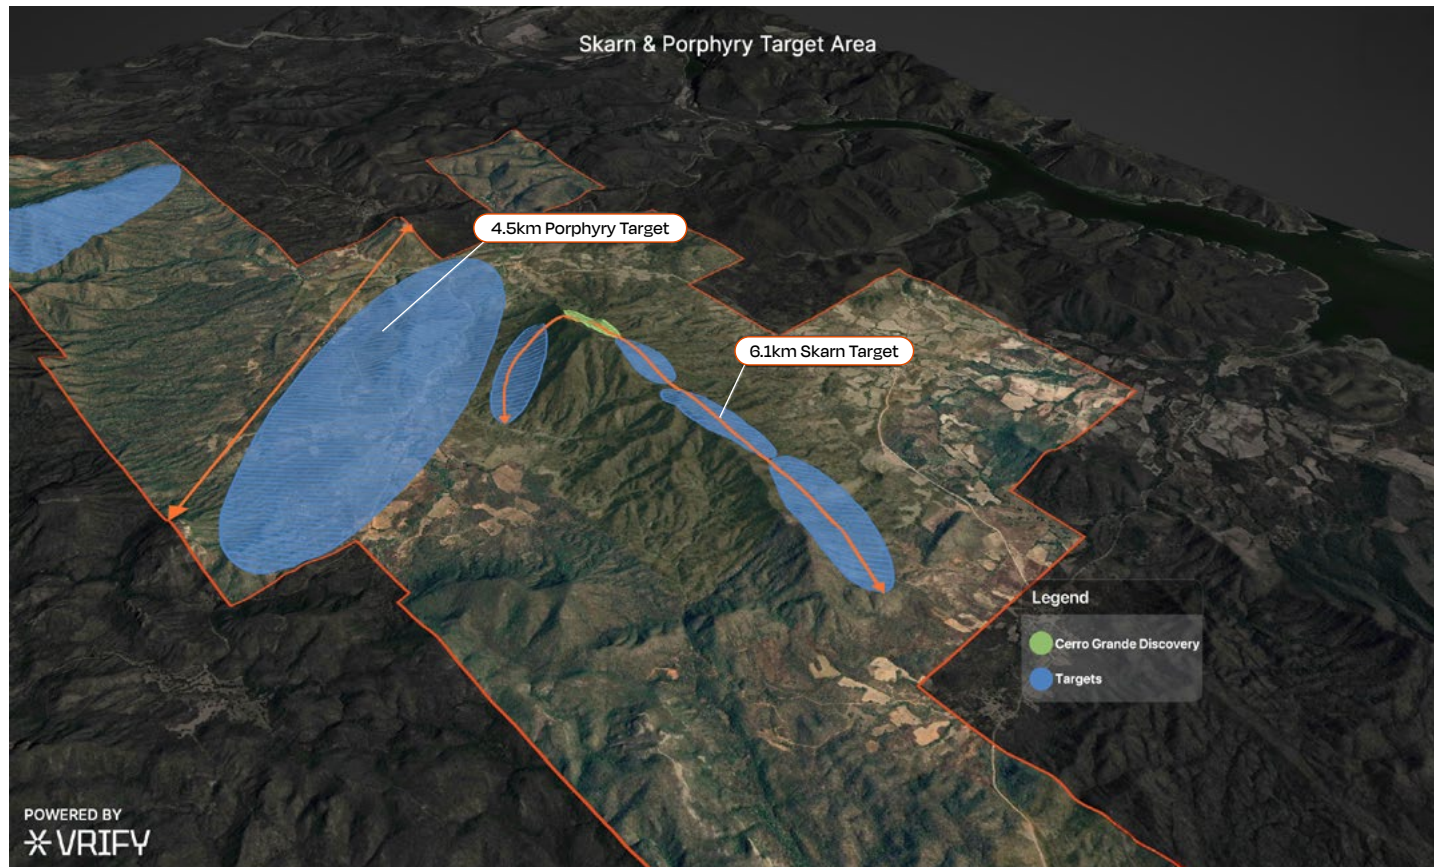 Skarn & Porphyry Target Area
4.5km Porphyry Target
6.1km Skarn Target
Legend
Cerro Grande Discovery
Targets
POWERED BY
VRIFY